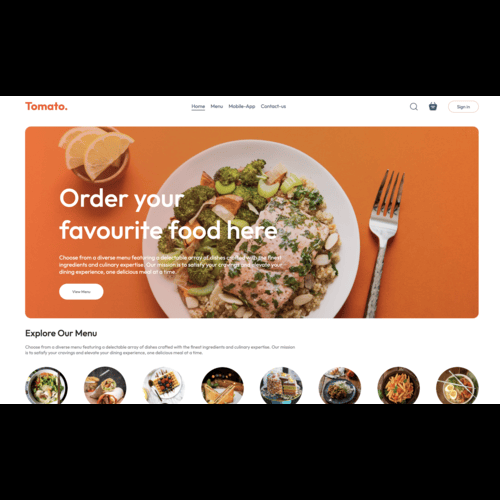 Tomato.
Home Menu Mobile-App Contact us
Sign in
Order your
favourite food here
Choose from a diverse menu featuring a delectable array of dishes crafted with the finest
ingredients and culinary expertise. Our mission is to satisfy your cravings and elevate your
dining experience, one delicious meal at a time.
View Menu
Explore Our Menu
Choose from a diverse menu featuring a delectable array of dishes crafted with the finest ingredients and culinary expertise. Our mission
is to satisfy your cravings and elevate your dining experience, one delicious meal at a time.